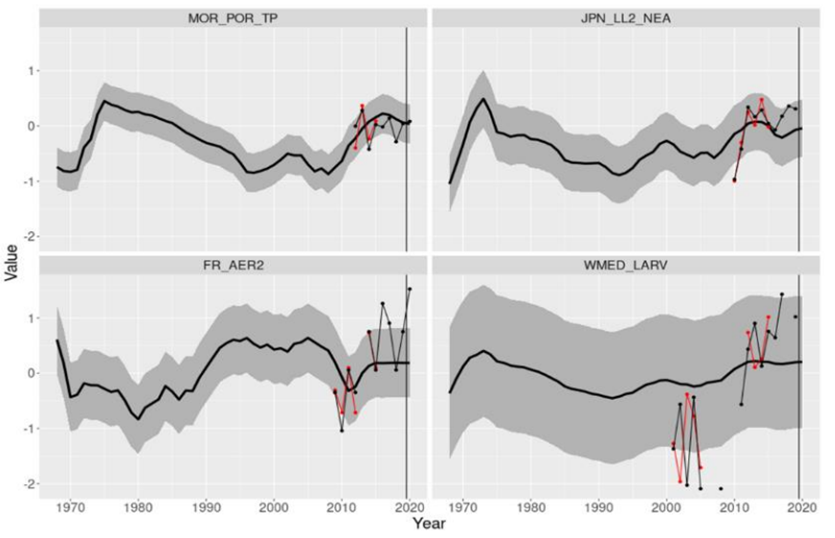 MOR_POR_TP
JPN_LL2_NEA
1
0
-1
-2
FR_AER2
WMED_LARV
1
0
-1
-2
Value
1970 1980 1990 2000 2010 2020
1970 1980 1990 2000 2010 2020
Year